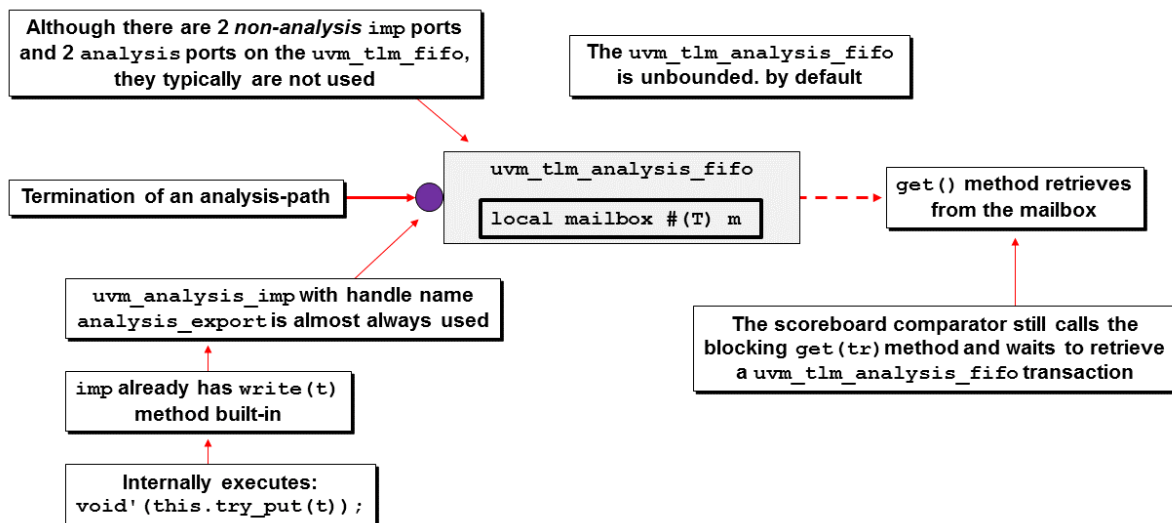 Although there are 2 non-analysis imp ports
and 2 analysis ports on the uvm_tlm_fifo,
they typically are not used
The uvm_tlm_analysis_fifo
is unbounded. by default
uvm_tlm_analysis_fifo
local mailbox #(T) m
Termination of an analysis-path
get() method retrieves
from the mailbox
uvm_analysis_imp with handle name
analysis_export is almost always used
The scoreboard comparator still calls the
blocking get(tr) method and waits to retrieve
a uvm_tlm_analysis_fifo transaction
imp already has write(t)
method built-in
Internally executes:
void'(this.try_put(t));